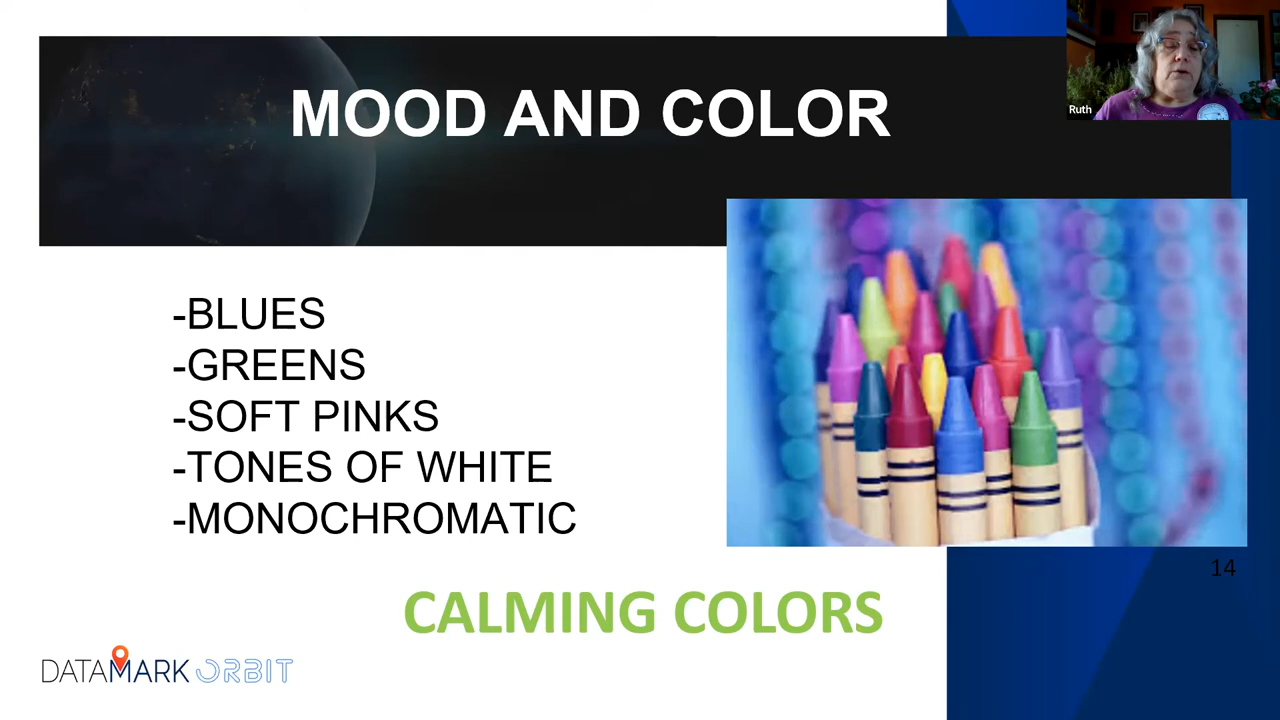 MOOD AND COLOR
Ruth
-BLUES
-GREENS
-SOFT PINKS
-TONES OF WHITE
-MONOCHROMATIC
14
CALMING COLORS
DATAMARK ORBIT